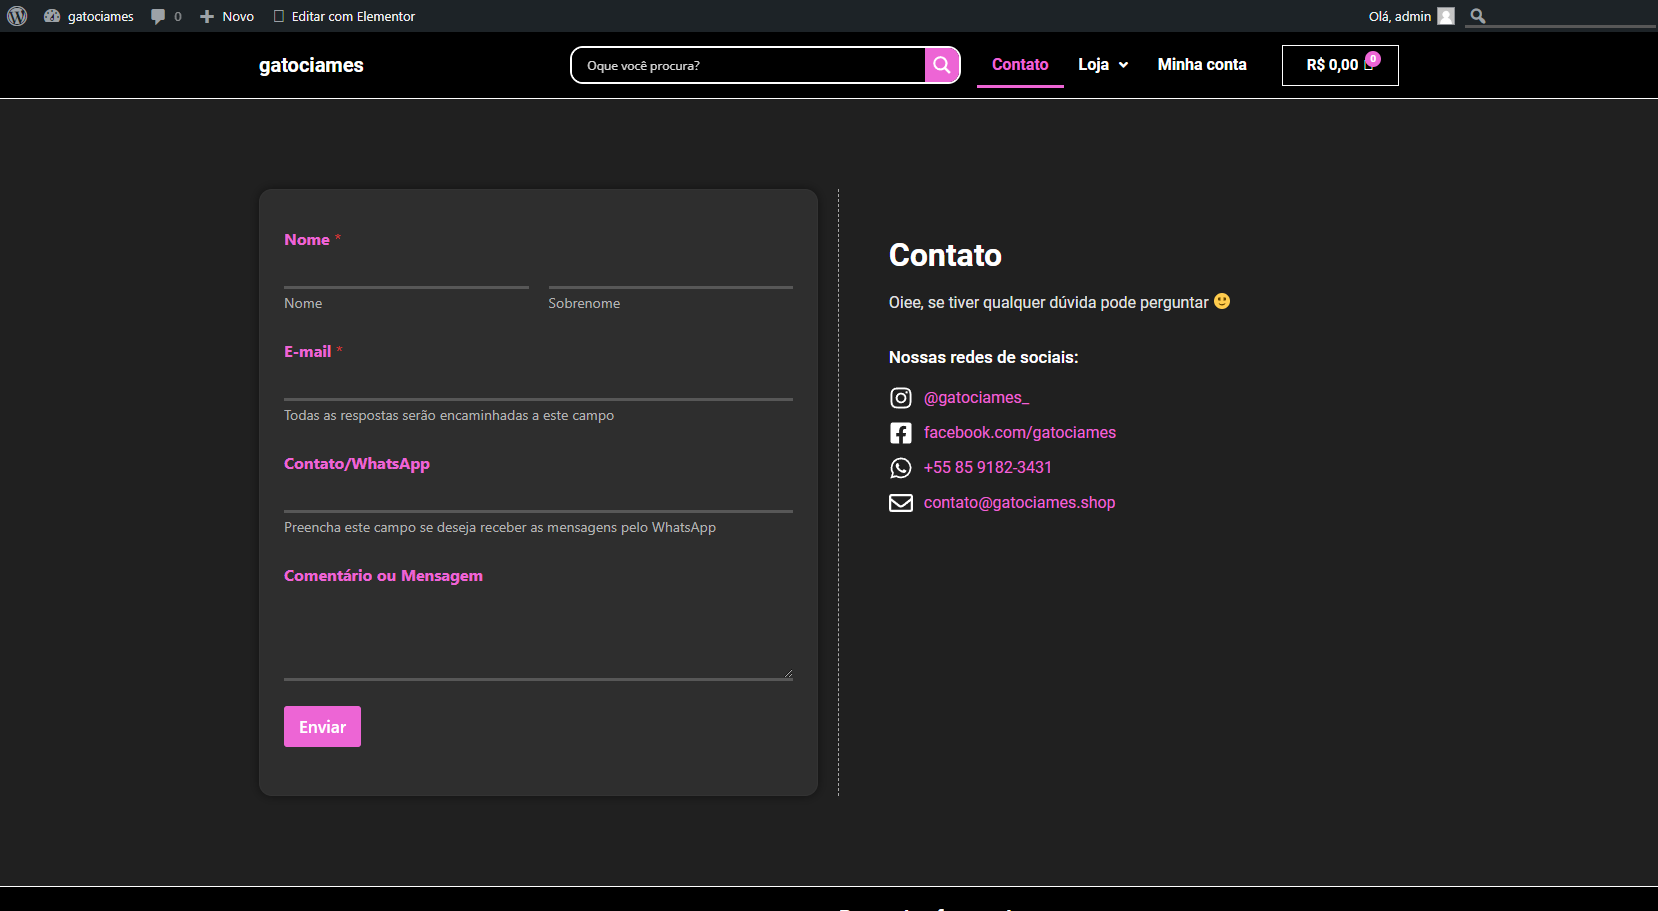 gatociames 0 Novo Editar com Elementor Olá, admin
gatociames Oque você procura? Contato Loja Minha conta R$ 0,00 0
Nome *
Nome Sobrenome
E-mail *
Todas as respostas serão encaminhadas a este campo
Contato/WhatsApp
Preencha este campo se deseja receber as mensagens pelo WhatsApp
Comentário ou Mensagem
Enviar
Contato
Oiee, se tiver qualquer dúvida pode perguntar 🙂
Nossas redes de sociais:
@gatociames_
facebook.com/gatociames
+55 85 9182-3431
contato@gatociames.shop